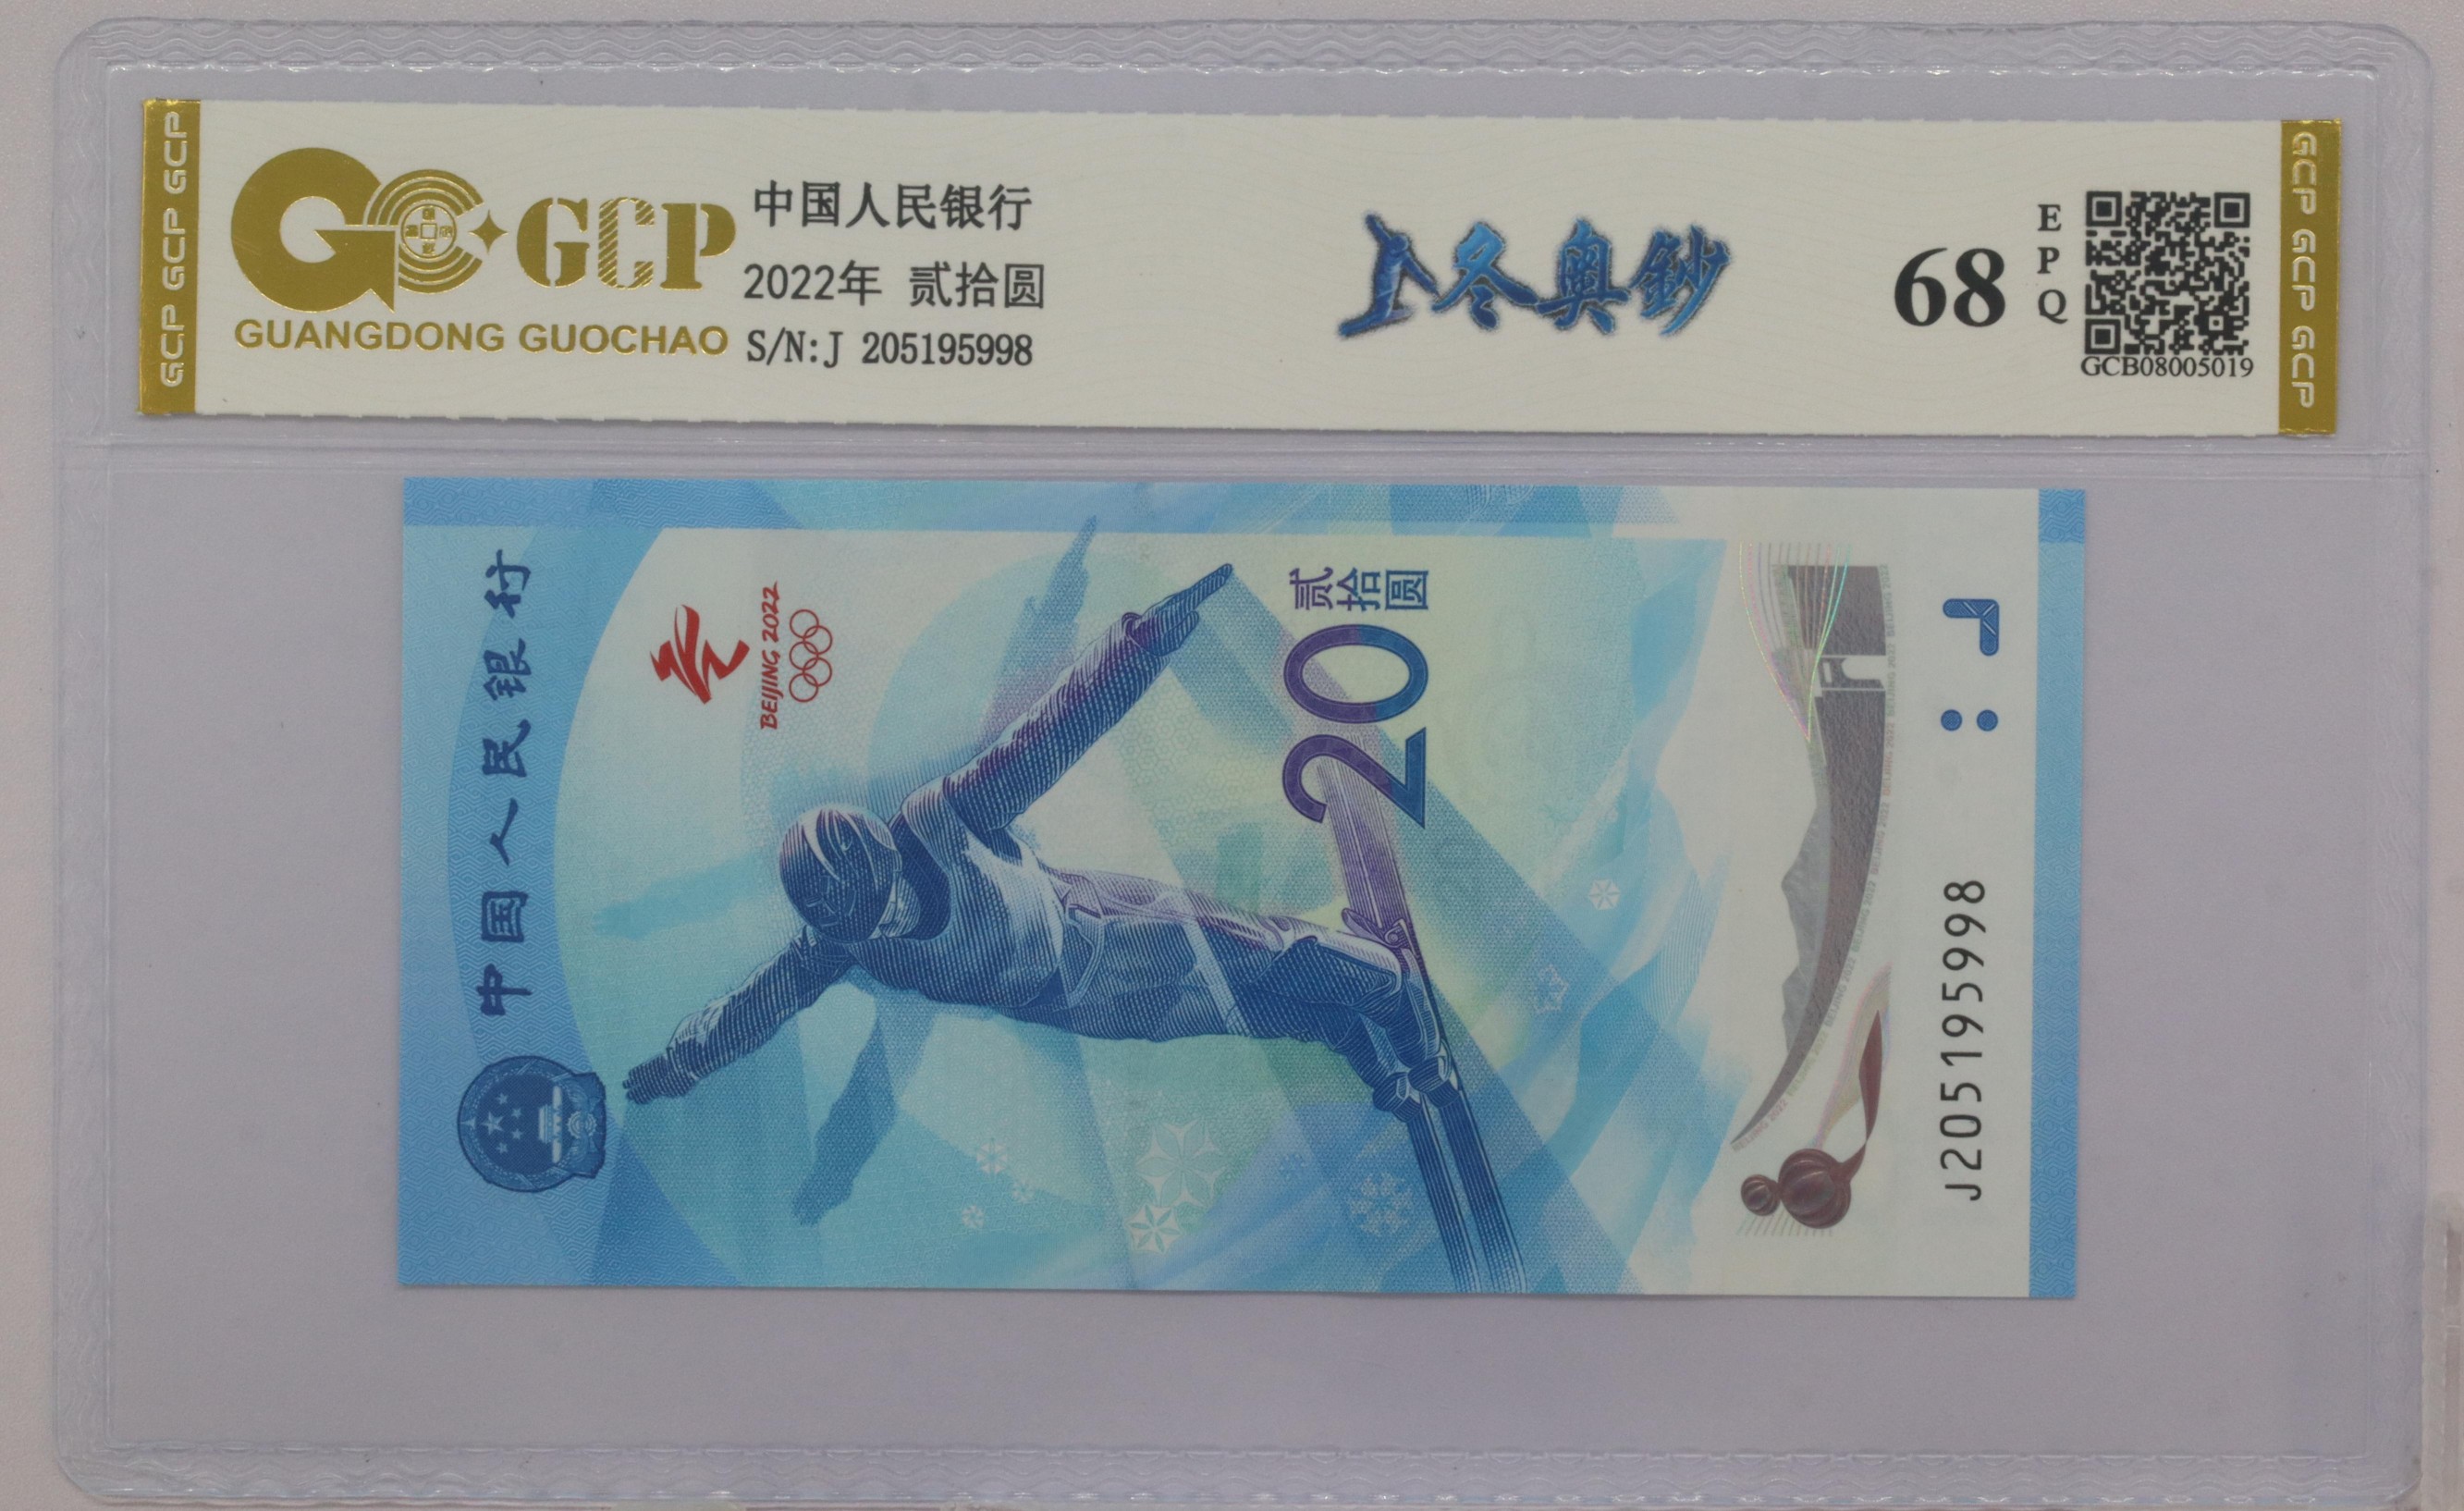 GCP GCP GCP
GCP
GUANGDONG GUOCHAO
中国人民银行
2022年 贰拾圆
S/N:J 205195998
冬奥鈔
68
EPQ
GCB08005019
GCP GCP GCP
中国人民银行
BEIJING 2022
贰拾圆
20
J205195998